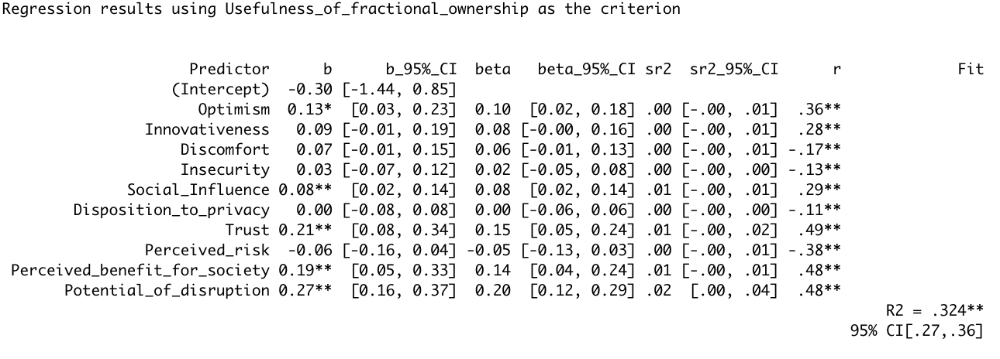 Regression results using Usefulness_of_fractional_ownership as the criterion
Predictor b b_95%_CI beta beta_95%_CI sr2 sr2_95%_CI r Fit
(Intercept) -0.30 [-1.44, 0.85]
Optimism 0.13* [0.03, 0.23] 0.10 [0.02, 0.18] .00 [-.00, .01] .36**
Innovativeness 0.09 [-0.01, 0.19] 0.08 [-0.00, 0.16] .00 [-.00, .01] .28**
Discomfort 0.07 [-0.01, 0.15] 0.06 [-0.01, 0.13] .00 [-.00, .01] -.17**
Insecurity 0.03 [-0.07, 0.12] 0.02 [-0.05, 0.08] .00 [-.00, .00] -.13**
Social_Influence 0.08** [0.02, 0.14] 0.08 [0.02, 0.14] .01 [-.00, .01] .29**
Disposition_to_privacy 0.00 [-0.08, 0.08] 0.00 [-0.06, 0.06] .00 [-.00, .00] -.11**
Trust 0.21** [0.08, 0.34] 0.15 [0.05, 0.24] .01 [-.00, .02] .49**
Perceived_risk -0.06 [-0.16, 0.04] -0.05 [-0.13, 0.03] .00 [-.00, .01] -.38**
Perceived_benefit_for_society 0.19** [0.05, 0.33] 0.14 [0.04, 0.24] .01 [-.00, .01] .48**
Potential_of_disruption 0.27** [0.16, 0.37] 0.20 [0.12, 0.29] .02 [.00, .04] .48**
R2 = .324**
95% CI[.27,.36]